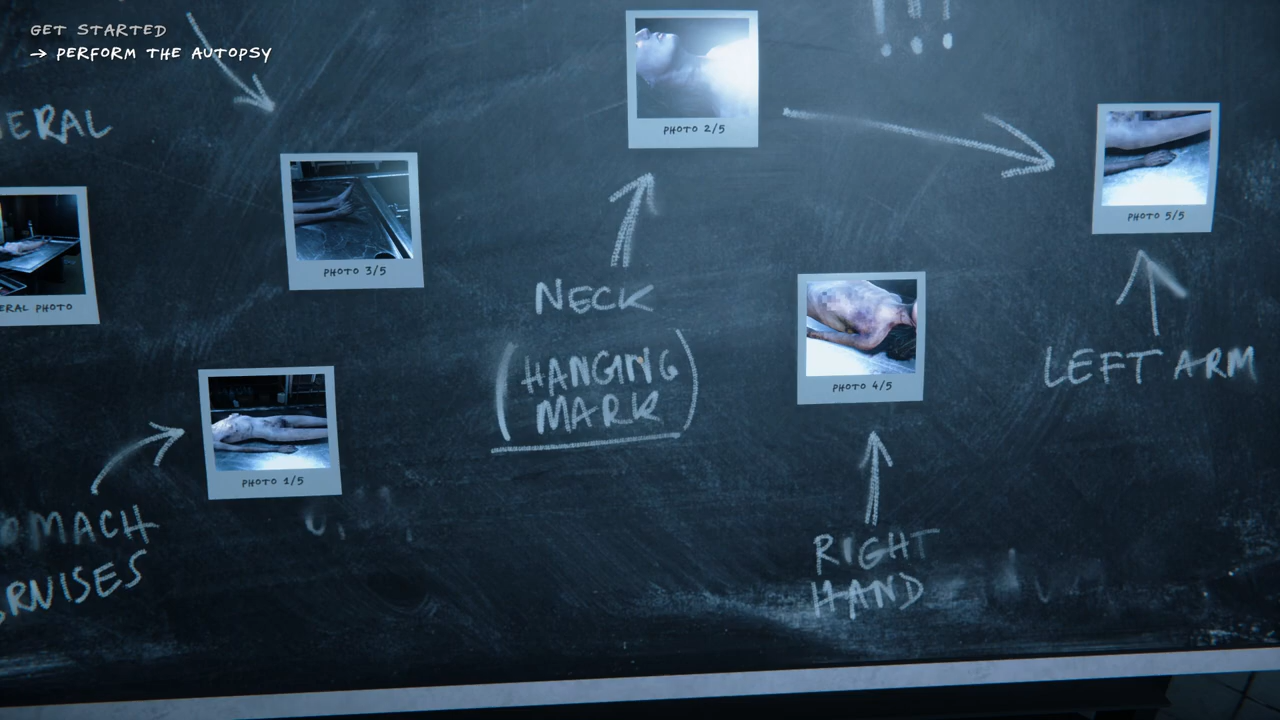 GET STARTED
→ PERFORM THE AUTOPSY
ERAL
PHOTO 2/5
PHOTO 5/5
PHOTO 3/5
ERAL PHOTO
NECK
(HANGING
MARK)
PHOTO 4/5
LEFT ARM
PHOTO 1/5
OMACH
BRUISES
RIGHT
HAND